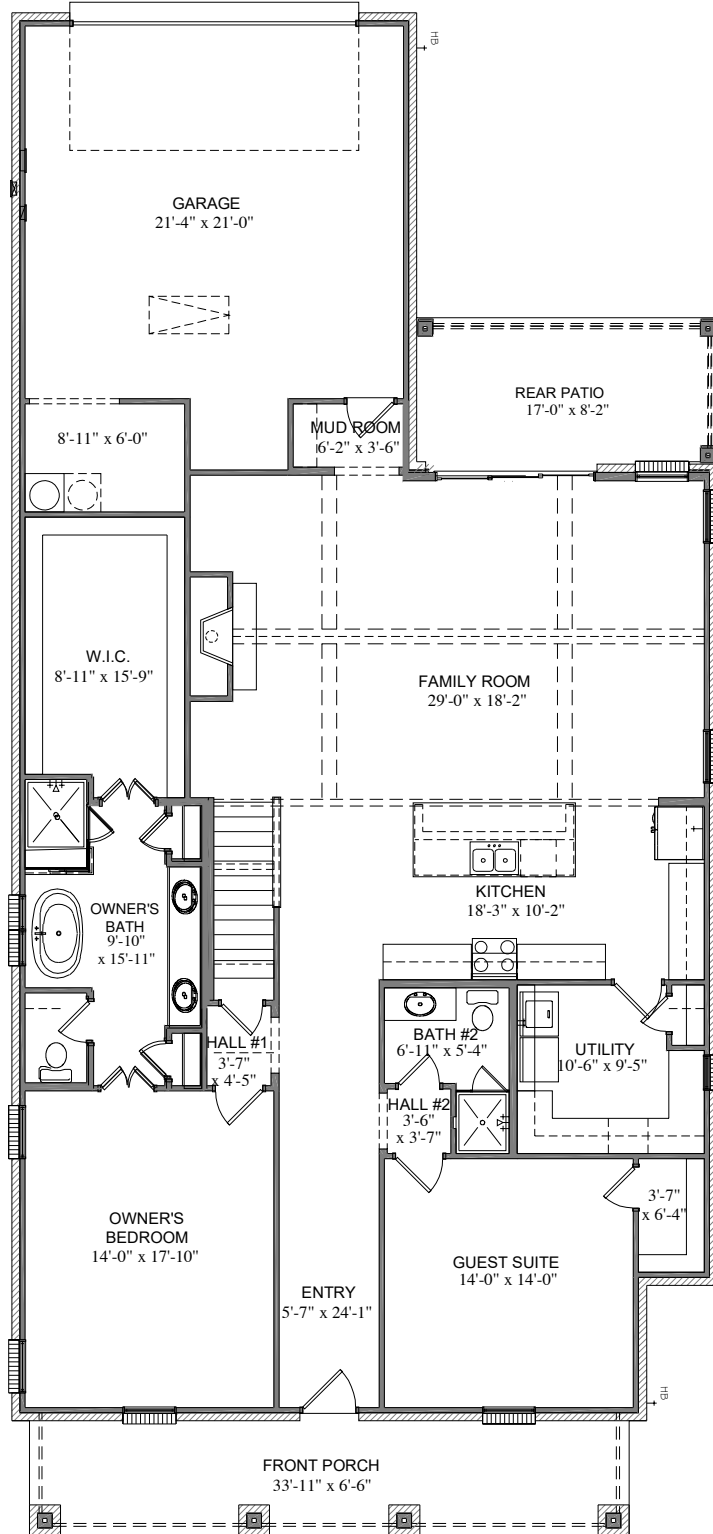 HB
GARAGE
21'-4" x 21'-0"
REAR PATIO
17'-0" x 8'-2"
8'-11" x 6'-0"
MUD ROOM
6'-2" x 3'-6"
W.I.C.
8'-11" x 15'-9"
FAMILY ROOM
29'-0" x 18'-2"
KITCHEN
18'-3" x 10'-2"
OWNER'S
BATH
9'-10"
x 15'-11"
HALL #1
3'-7"
x 4'-5"
BATH #2
6'-11" x 5'-4"
UTILITY
10'-6" x 9'-5"
HALL #2
3'-6"
x 3'-7"
3'-7"
x 6'-4"
OWNER'S
BEDROOM
14'-0" x 17'-10"
GUEST SUITE
14'-0" x 14'-0"
ENTRY
5'-7" x 24'-1"
HB
FRONT PORCH
33'-11" x 6'-6"